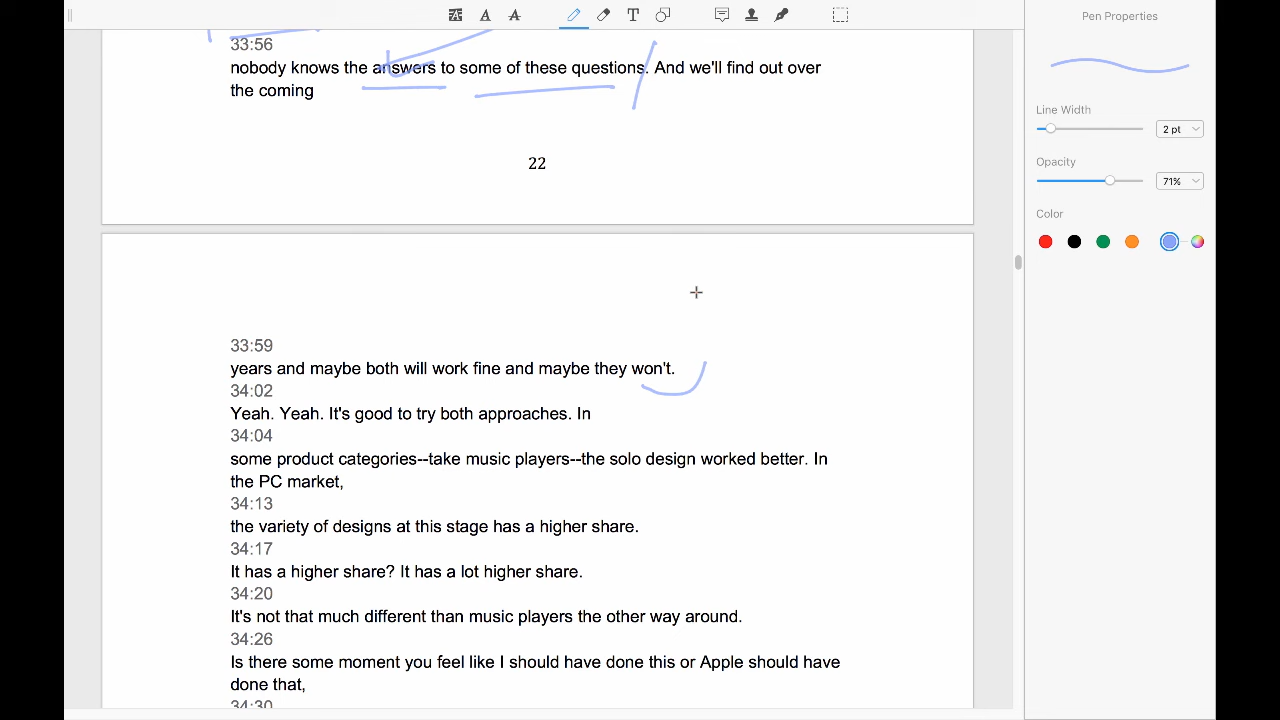 Pen Properties
33:56
nobody knows the answers to some of these questions. And we'll find out over
the coming
22
Line Width
2 pt
Opacity
71%
Color
33:59
years and maybe both will work fine and maybe they won't.
34:02
Yeah. Yeah. It's good to try both approaches. In
34:04
some product categories--take music players--the solo design worked better. In
the PC market,
34:13
the variety of designs at this stage has a higher share.
34:17
It has a higher share? It has a lot higher share.
34:20
It's not that much different than music players the other way around.
34:26
Is there some moment you feel like I should have done this or Apple should have
done that,
34:30